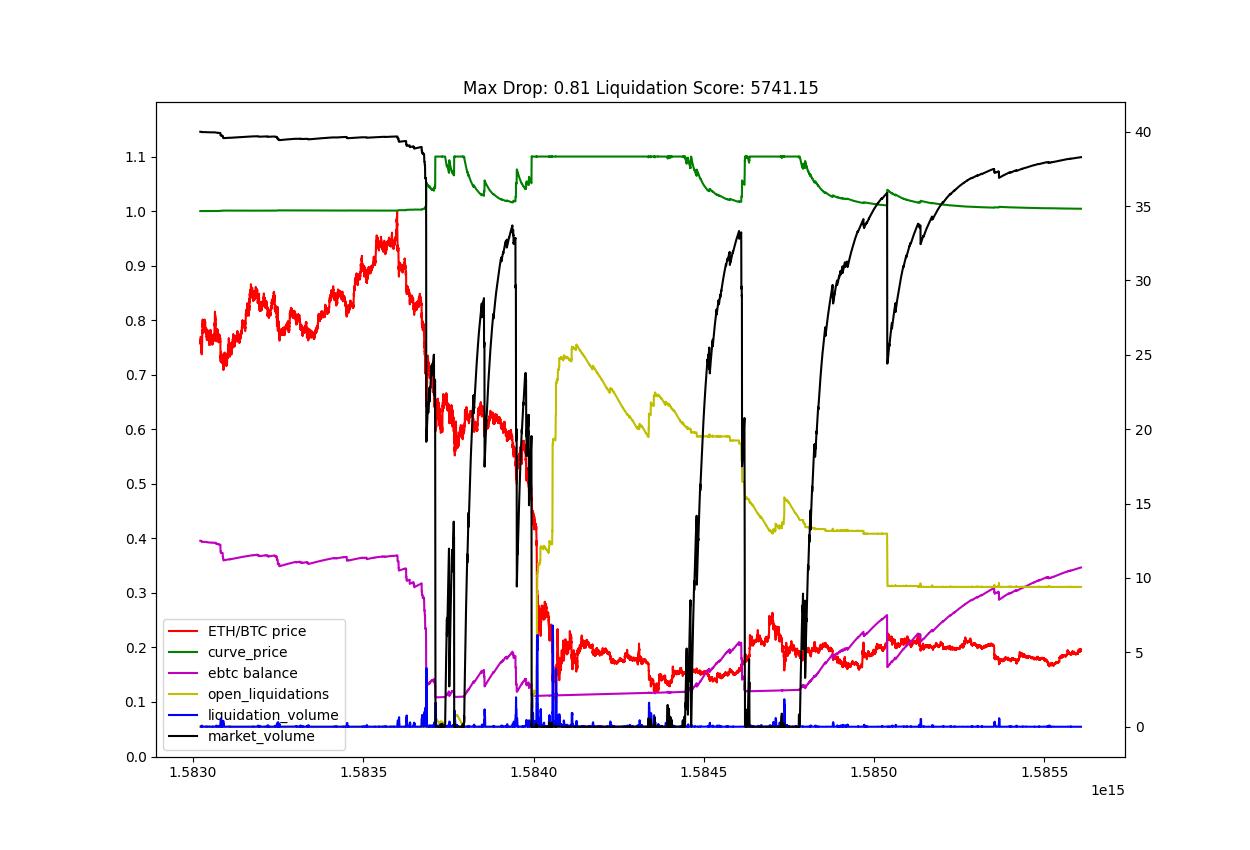 Max Drop: 0.81 Liquidation Score: 5741.15
1.1
1.0
0.9
0.8
0.7
0.6
0.5
0.4
0.3
0.2
0.1
0.0
40
35
30
25
20
15
10
5
0
ETH/BTC price
curve_price
ebtc balance
open_liquidations
liquidation_volume
market_volume
1.5830 1.5835 1.5840 1.5845 1.5850 1.5855
1e15